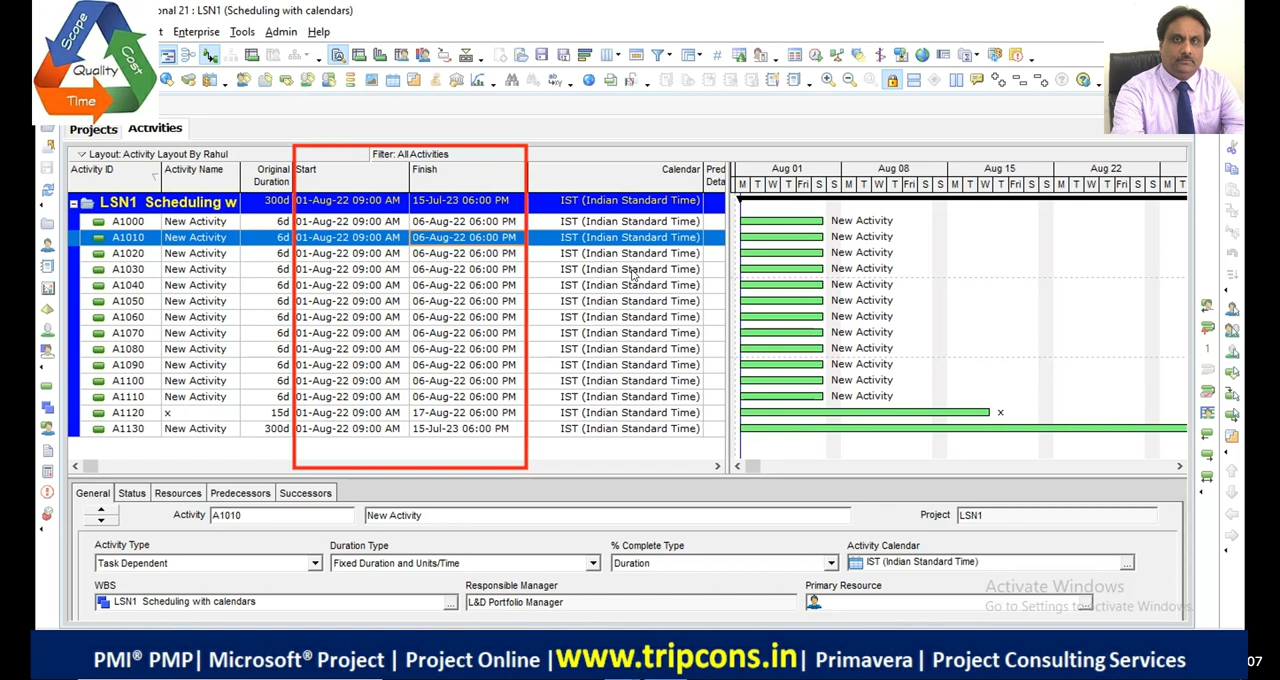 onal 21 : LSN1 (Scheduling with calendars)
Scope
Cost
Quality
Time
t Enterprise Tools Admin Help
Projects Activities
Layout: Activity Layout By Rahul Filter: All Activities
Activity ID Activity Name Original Duration Start Finish Calendar Pred Deta
Aug 01 Aug 08 Aug 15 Aug 22
M T W T Fri S S M T W T Fri S S M T W T Fri S S M T W T Fri S S M T
LSN1 Scheduling w 300d 01-Aug-22 09:00 AM 15-Jul-23 06:00 PM IST (Indian Standard Time)
A1000 New Activity 6d 01-Aug-22 09:00 AM 06-Aug-22 06:00 PM IST (Indian Standard Time) New Activity
A1010 New Activity 6d 01-Aug-22 09:00 AM 06-Aug-22 06:00 PM IST (Indian Standard Time) New Activity
A1020 New Activity 6d 01-Aug-22 09:00 AM 06-Aug-22 06:00 PM IST (Indian Standard Time) New Activity
A1030 New Activity 6d 01-Aug-22 09:00 AM 06-Aug-22 06:00 PM IST (Indian Standard Time) New Activity
A1040 New Activity 6d 01-Aug-22 09:00 AM 06-Aug-22 06:00 PM IST (Indian Standard Time) New Activity
A1050 New Activity 6d 01-Aug-22 09:00 AM 06-Aug-22 06:00 PM IST (Indian Standard Time) New Activity
A1060 New Activity 6d 01-Aug-22 09:00 AM 06-Aug-22 06:00 PM IST (Indian Standard Time) New Activity
A1070 New Activity 6d 01-Aug-22 09:00 AM 06-Aug-22 06:00 PM IST (Indian Standard Time) New Activity
A1080 New Activity 6d 01-Aug-22 09:00 AM 06-Aug-22 06:00 PM IST (Indian Standard Time) New Activity
A1090 New Activity 6d 01-Aug-22 09:00 AM 06-Aug-22 06:00 PM IST (Indian Standard Time) New Activity
A1100 New Activity 6d 01-Aug-22 09:00 AM 06-Aug-22 06:00 PM IST (Indian Standard Time) New Activity
A1110 New Activity 6d 01-Aug-22 09:00 AM 06-Aug-22 06:00 PM IST (Indian Standard Time) New Activity
A1120 x 15d 01-Aug-22 09:00 AM 17-Aug-22 06:00 PM IST (Indian Standard Time) x
A1130 New Activity 300d 01-Aug-22 09:00 AM 15-Jul-23 06:00 PM IST (Indian Standard Time)
General Status Resources Predecessors Successors
Activity A1010 New Activity Project LSN1
Activity Type Duration Type % Complete Type Activity Calendar
Task Dependent Fixed Duration and Units/Time Duration IST (Indian Standard Time)
WBS Responsible Manager Primary Resource
LSN1 Scheduling with calendars L&D Portfolio Manager
Activate Windows
Go to Settings to activate Windows.
PMI® PMP| Microsoft® Project | Project Online |www.tripcons.in| Primavera | Project Consulting Services
07